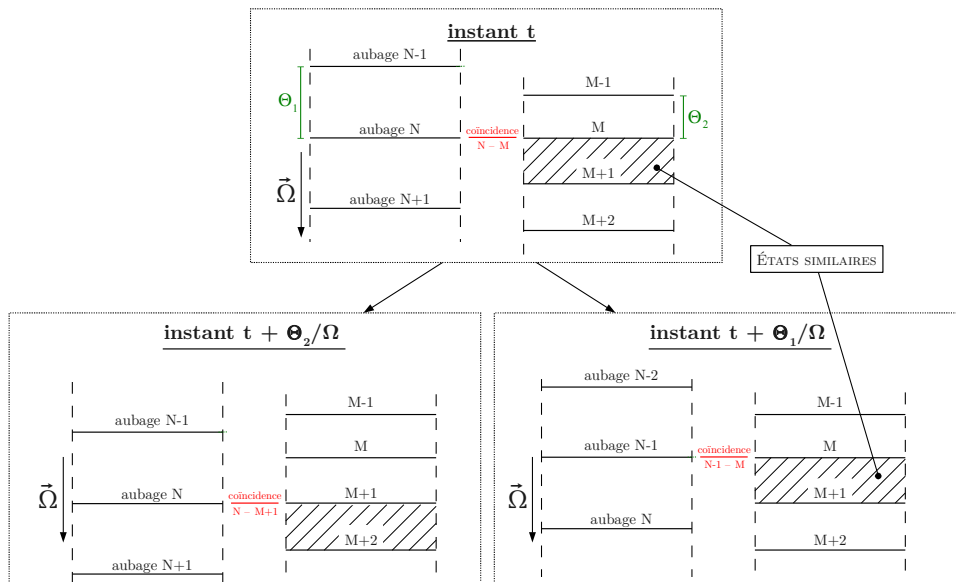 instant t
aubage N-1
M-1
Θ1
Θ2
aubage N
coïncidence
N – M
M
M+1
Ω
aubage N+1
M+2
États similaires
instant t + Θ2/Ω
aubage N-1
M-1
M
Ω
aubage N
coïncidence
N – M+1
M+1
M+2
aubage N+1
instant t + Θ1/Ω
aubage N-2
M-1
aubage N-1
coïncidence
N-1 – M
M
Ω
M+1
aubage N
M+2